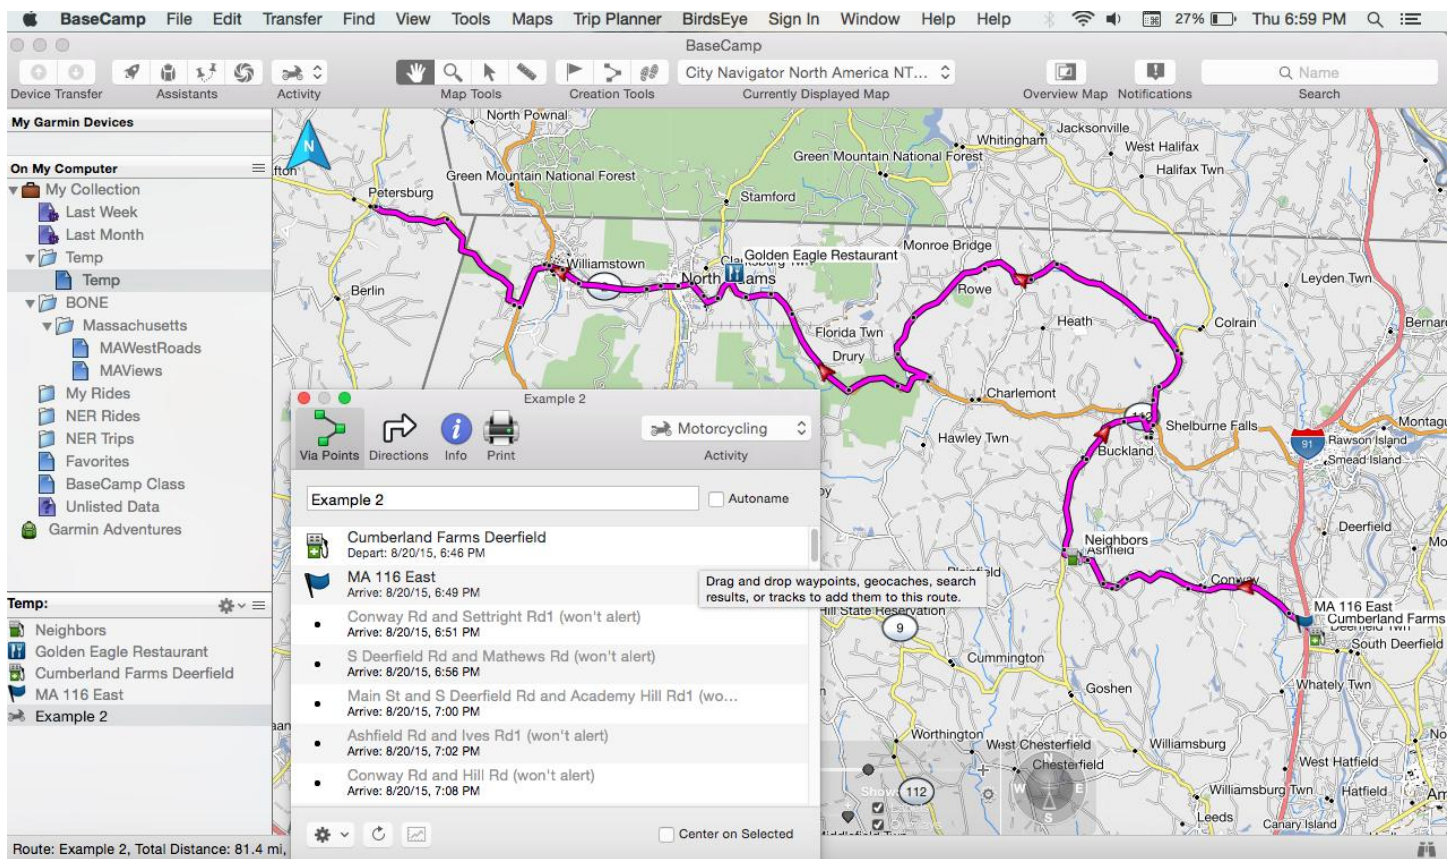 BaseCamp File Edit Transfer Find View Tools Maps Trip Planner BirdsEye Sign In Window Help Help 27% Thu 6:59 PM
BaseCamp
City Navigator North America NT... Name
Device Transfer Assistants Activity Map Tools Creation Tools Currently Displayed Map Overview Map Notifications Search
My Garmin Devices
On My Computer
My Collection
Last Week
Last Month
Temp
Temp
BONE
Massachusetts
MAWestRoads
MAViews
My Rides
NER Rides
NER Trips
Favorites
BaseCamp Class
Unlisted Data
Garmin Adventures
Temp:
Neighbors
Golden Eagle Restaurant
Cumberland Farms Deerfield
MA 116 East
Example 2
Route: Example 2, Total Distance: 81.4 mi,
N
North Pownal
Whitingham
Jacksonville
West Halifax
Green Mountain National Forest
Halifax Twn
Green Mountain National Forest
Petersburg
Stamford
Monroe Bridge
Golden Eagle Restaurant
Williamstown
North
Rowe
Leyden Twn
Berlin
Heath
Colrain
Florida Twn
Drury
Charlemont
Shelburne Falls
Hawley Twn
Buckland
91
Rawson Island
Smead Island
Deerfield
Neighbors
Ashfield
Conway
MA 116 East
Cumberland Farms
South Deerfield
9
Cummington
Goshen
Whately Twn
Worthington
West Chesterfield
Chesterfield
Williamsburg
West Hatfield
112
Williamsburg Twn
Hatfield
Leeds
Canary Island
W E
S
Example 2
Via Points Directions Info Print
Motorcycling
Activity
Example 2
Autoname
Cumberland Farms Deerfield
Depart: 8/20/15, 6:46 PM
MA 116 East
Arrive: 8/20/15, 6:49 PM
Conway Rd and Settright Rd1 (won't alert)
Arrive: 8/20/15, 6:51 PM
S Deerfield Rd and Mathews Rd (won't alert)
Arrive: 8/20/15, 6:56 PM
Main St and S Deerfield Rd and Academy Hill Rd1 (wo...
Arrive: 8/20/15, 7:00 PM
Ashfield Rd and Ives Rd1 (won't alert)
Arrive: 8/20/15, 7:02 PM
Conway Rd and Hill Rd (won't alert)
Arrive: 8/20/15, 7:08 PM
Center on Selected
Drag and drop waypoints, geocaches, search
results, or tracks to add them to this route.